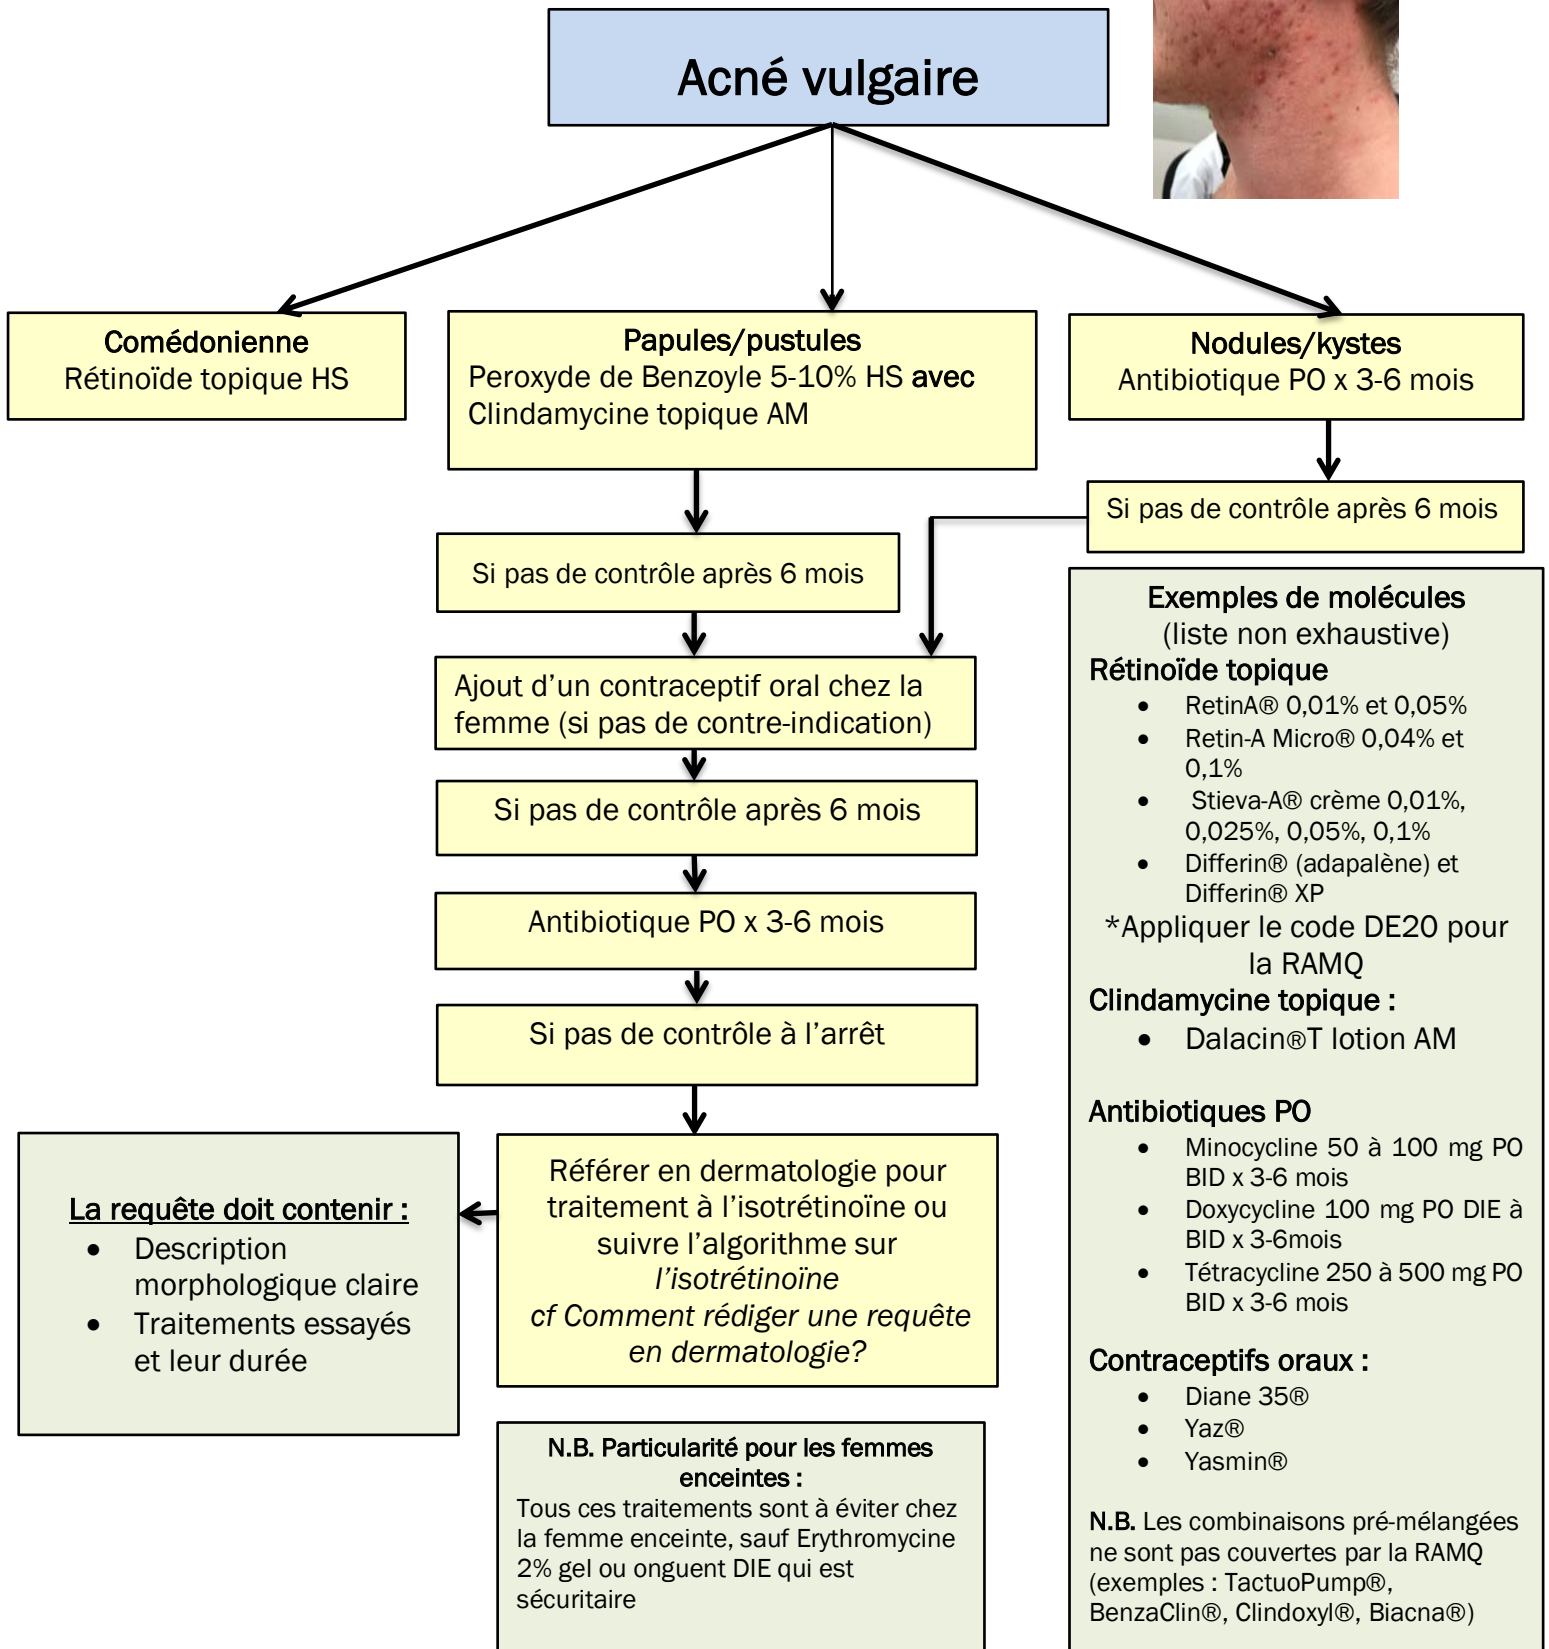 Acné vulgaire
Comédonienne
Rétinoïde topique HS
Papules/pustules
Peroxyde de Benzoyle 5-10% HS avec
Clindamycine topique AM
Nodules/kystes
Antibiotique PO x 3-6 mois
Si pas de contrôle après 6 mois
Si pas de contrôle après 6 mois
Ajout d’un contraceptif oral chez la
femme (si pas de contre-indication)
Si pas de contrôle après 6 mois
Antibiotique PO x 3-6 mois
Si pas de contrôle à l’arrêt
Référer en dermatologie pour
traitement à l’isotrétinoïne ou
suivre l’algorithme sur
l’isotrétinoïne
cf Comment rédiger une requête
en dermatologie?
La requête doit contenir :
• Description
morphologique claire
• Traitements essayés
et leur durée
N.B. Particularité pour les femmes
enceintes :
Tous ces traitements sont à éviter chez
la femme enceinte, sauf Erythromycine
2% gel ou onguent DIE qui est
sécuritaire
Exemples de molécules
(liste non exhaustive)
Rétinoïde topique
• RetinA® 0,01% et 0,05%
• Retin-A Micro® 0,04% et
0,1%
• Stieva-A® crème 0,01%,
0,025%, 0,05%, 0,1%
• Differin® (adapalène) et
Differin® XP
*Appliquer le code DE20 pour
la RAMQ
Clindamycine topique :
• Dalacin®T lotion AM
Antibiotiques PO
• Minocycline 50 à 100 mg PO
BID x 3-6 mois
• Doxycycline 100 mg PO DIE à
BID x 3-6mois
• Tétracycline 250 à 500 mg PO
BID x 3-6 mois
Contraceptifs oraux :
• Diane 35®
• Yaz®
• Yasmin®
N.B. Les combinaisons pré-mélangées
ne sont pas couvertes par la RAMQ
(exemples : TactuoPump®,
BenzaClin®, Clindoxyl®, Biacna®)